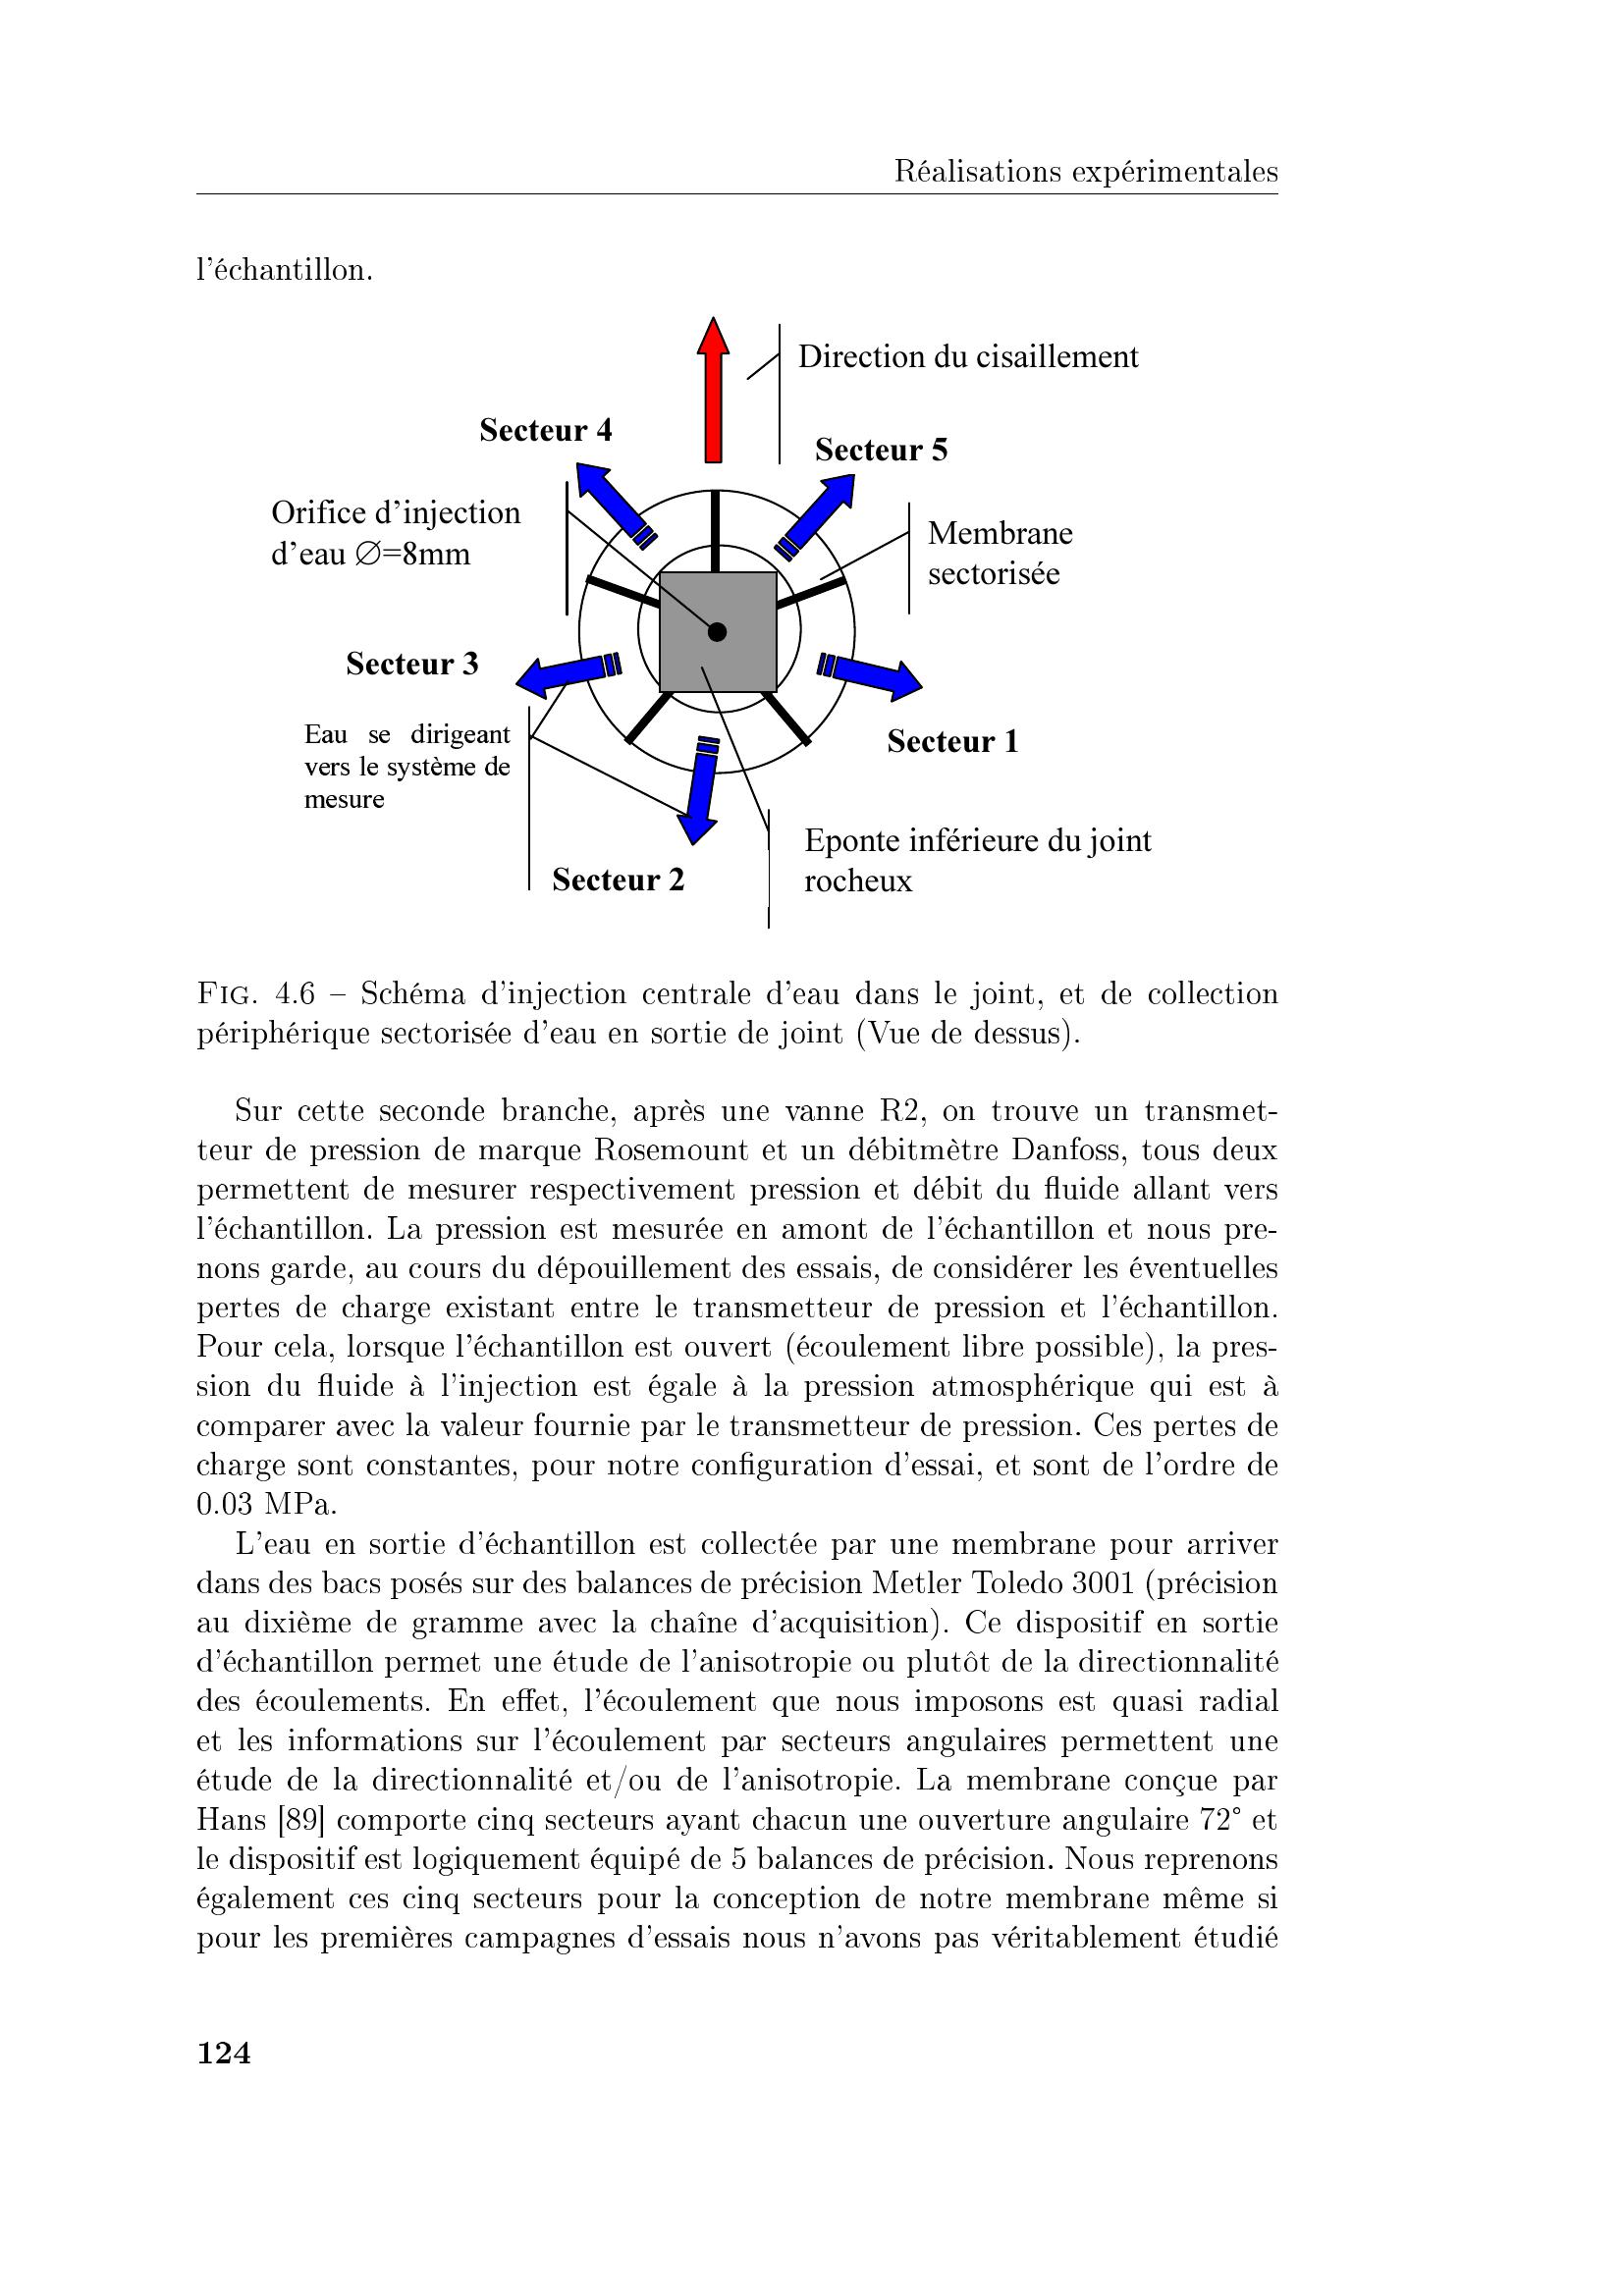 Réalisations expérimentales
l'échantillon.
Direction du cisaillement
Secteur 4
Secteur 5
Orifice d'injection
d'eau ∅=8mm
Membrane
sectorisée
Secteur 3
Eau se dirigeant
vers le système de
mesure
Secteur 1
Eponte inférieure du joint
rocheux
Secteur 2
FIG. 4.6 – Schéma d'injection centrale d'eau dans le joint, et de collection
périphérique sectorisée d'eau en sortie de joint (Vue de dessus).
Sur cette seconde branche, après une vanne R2, on trouve un transmet-
teur de pression de marque Rosemount et un débitmètre Danfoss, tous deux
permettent de mesurer respectivement pression et débit du fluide allant vers
l'échantillon. La pression est mesurée en amont de l'échantillon et nous pre-
nons garde, au cours du dépouillement des essais, de considérer les éventuelles
pertes de charge existant entre le transmetteur de pression et l'échantillon.
Pour cela, lorsque l'échantillon est ouvert (écoulement libre possible), la pres-
sion du fluide à l'injection est égale à la pression atmosphérique qui est à
comparer avec la valeur fournie par le transmetteur de pression. Ces pertes de
charge sont constantes, pour notre configuration d'essai, et sont de l'ordre de
0.03 MPa.
L'eau en sortie d'échantillon est collectée par une membrane pour arriver
dans des bacs posés sur des balances de précision Metler Toledo 3001 (précision
au dixième de gramme avec la chaîne d'acquisition). Ce dispositif en sortie
d'échantillon permet une étude de l'anisotropie ou plutôt de la directionnalité
des écoulements. En effet, l'écoulement que nous imposons est quasi radial
et les informations sur l'écoulement par secteurs angulaires permettent une
étude de la directionnalité et/ou de l'anisotropie. La membrane conçue par
Hans [89] comporte cinq secteurs ayant chacun une ouverture angulaire 72° et
le dispositif est logiquement équipé de 5 balances de précision. Nous reprenons
également ces cinq secteurs pour la conception de notre membrane même si
pour les premières campagnes d'essais nous n'avons pas véritablement étudié
124